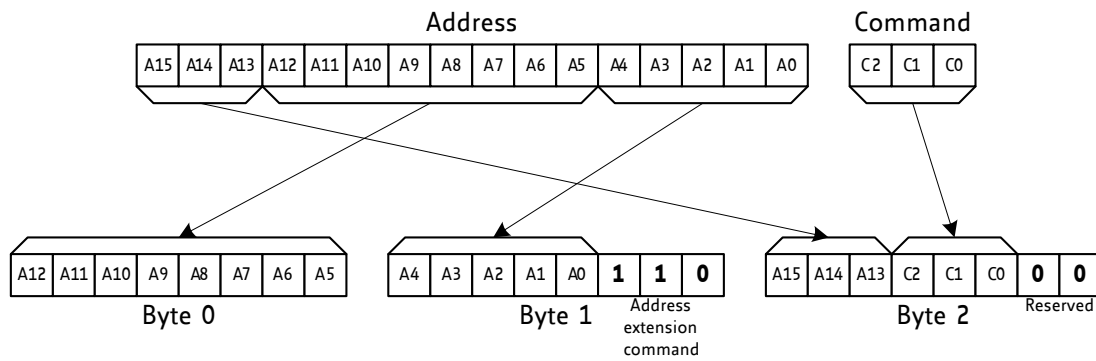 Address Command
A15 A14 A13 A12 A11 A10 A9 A8 A7 A6 A5 A4 A3 A2 A1 A0 C2 C1 C0
A12 A11 A10 A9 A8 A7 A6 A5 A4 A3 A2 A1 A0 1 1 0 A15 A14 A13 C2 C1 C0 0 0
Byte 0 Byte 1 Address Byte 2 Reserved
extension
command